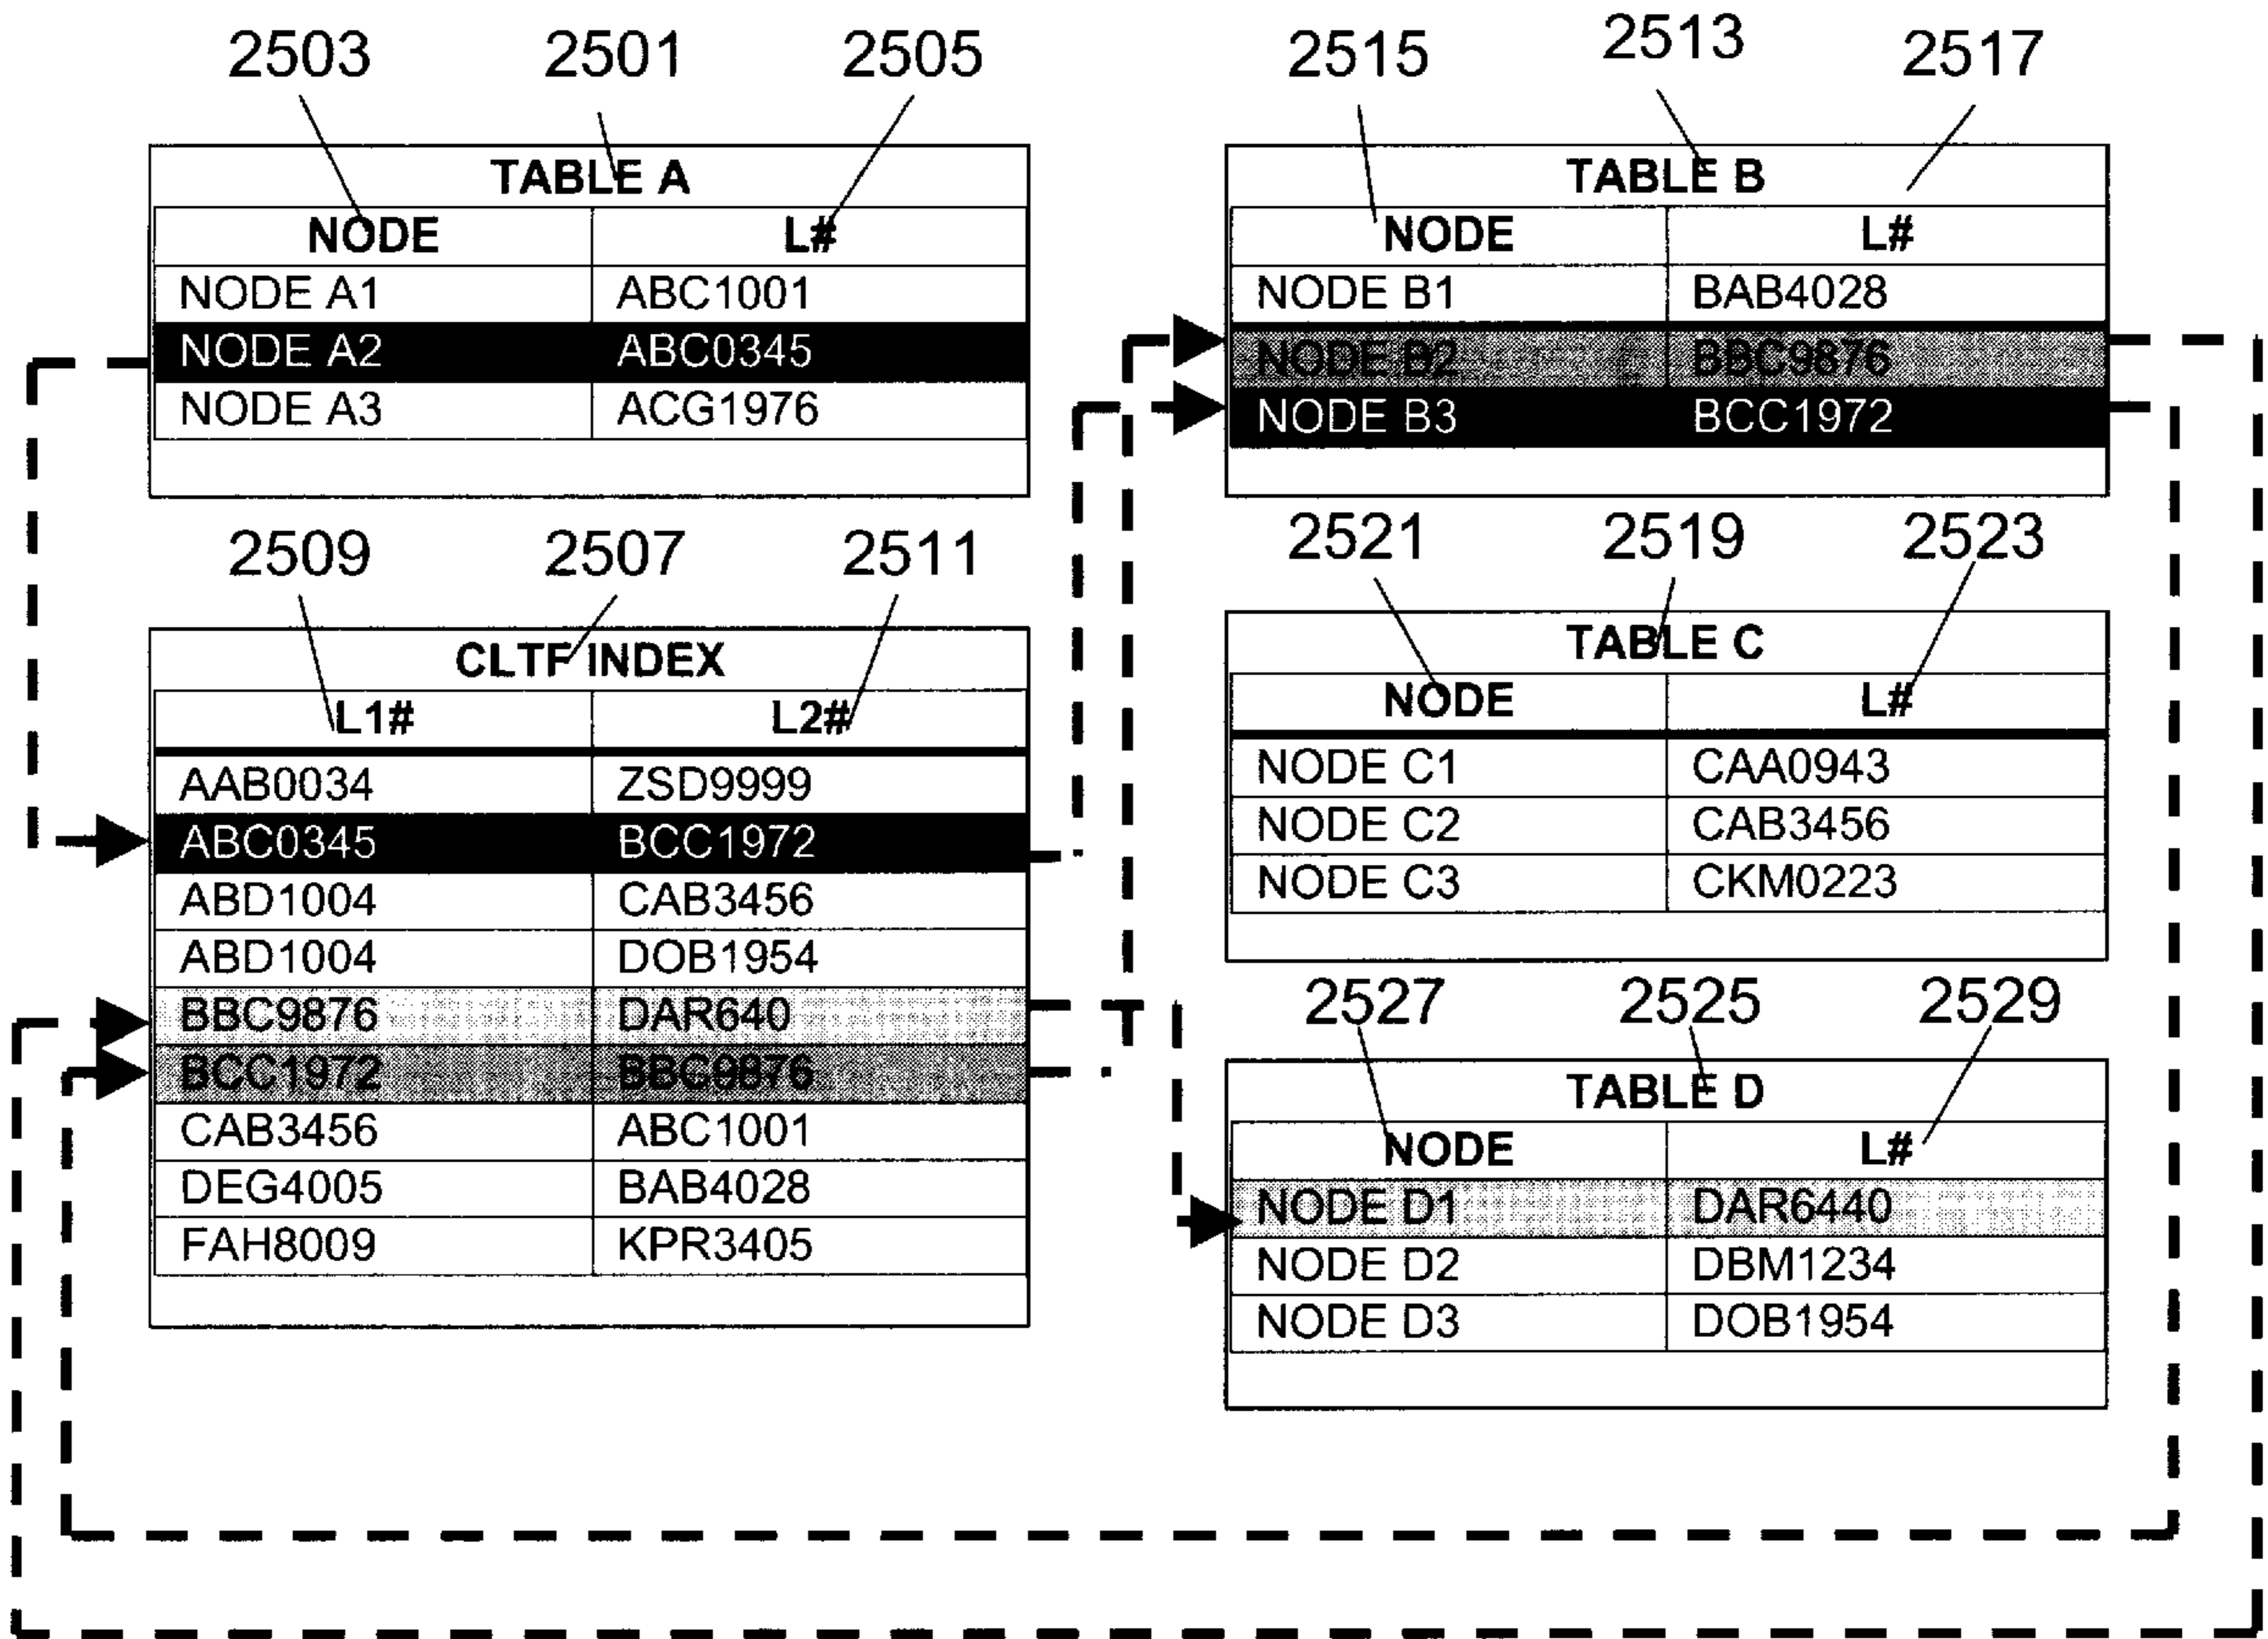 2503 2501 2505
TABLE A
NODE L#
NODE A1 ABC1001
NODE A2 ABC0345
NODE A3 ACG1976
2509 2507 2511
CLTF INDEX
L1# L2#
AAB0034 ZSD9999
ABC0345 BCC1972
ABD1004 CAB3456
ABD1004 DOB1954
BBC9876 DAR640
BCC1972 BBC9876
CAB3456 ABC1001
DEG4005 BAB4028
FAH8009 KPR3405
2515 2513 2517
TABLE B
NODE L#
NODE B1 BAB4028
NODE B2 BBC9876
NODE B3 BCC1972
2521 2519 2523
TABLE C
NODE L#
NODE C1 CAA0943
NODE C2 CAB3456
NODE C3 CKM0223
2527 2525 2529
TABLE D
NODE L#
NODE D1 DAR6440
NODE D2 DBM1234
NODE D3 DOB1954